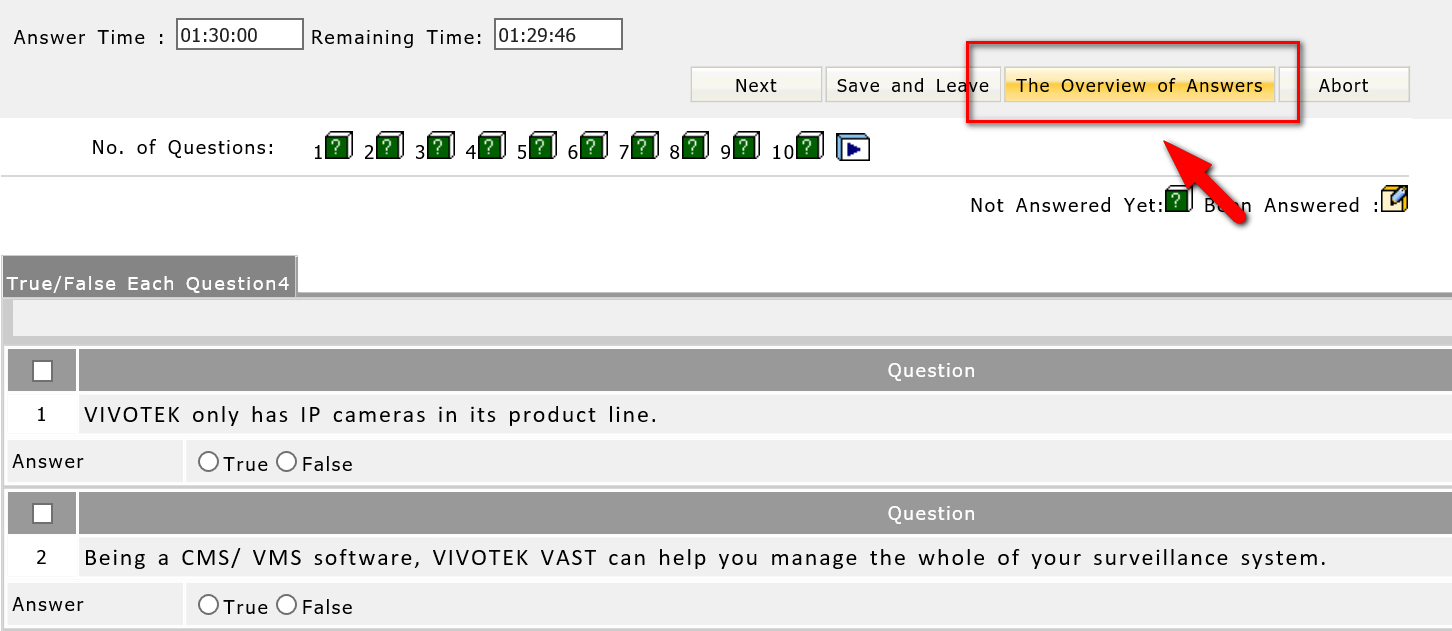 Answer Time : 01:30:00 Remaining Time: 01:29:46
Next Save and Leave The Overview of Answers Abort
No. of Questions: 1 ? 2 ? 3 ? 4 ? 5 ? 6 ? 7 ? 8 ? 9 ? 10 ?
Not Answered Yet: ? Been Answered :
True/False Each Question4
Question
1 VIVOTEK only has IP cameras in its product line.
Answer True False
Question
2 Being a CMS/ VMS software, VIVOTEK VAST can help you manage the whole of your surveillance system.
Answer True False